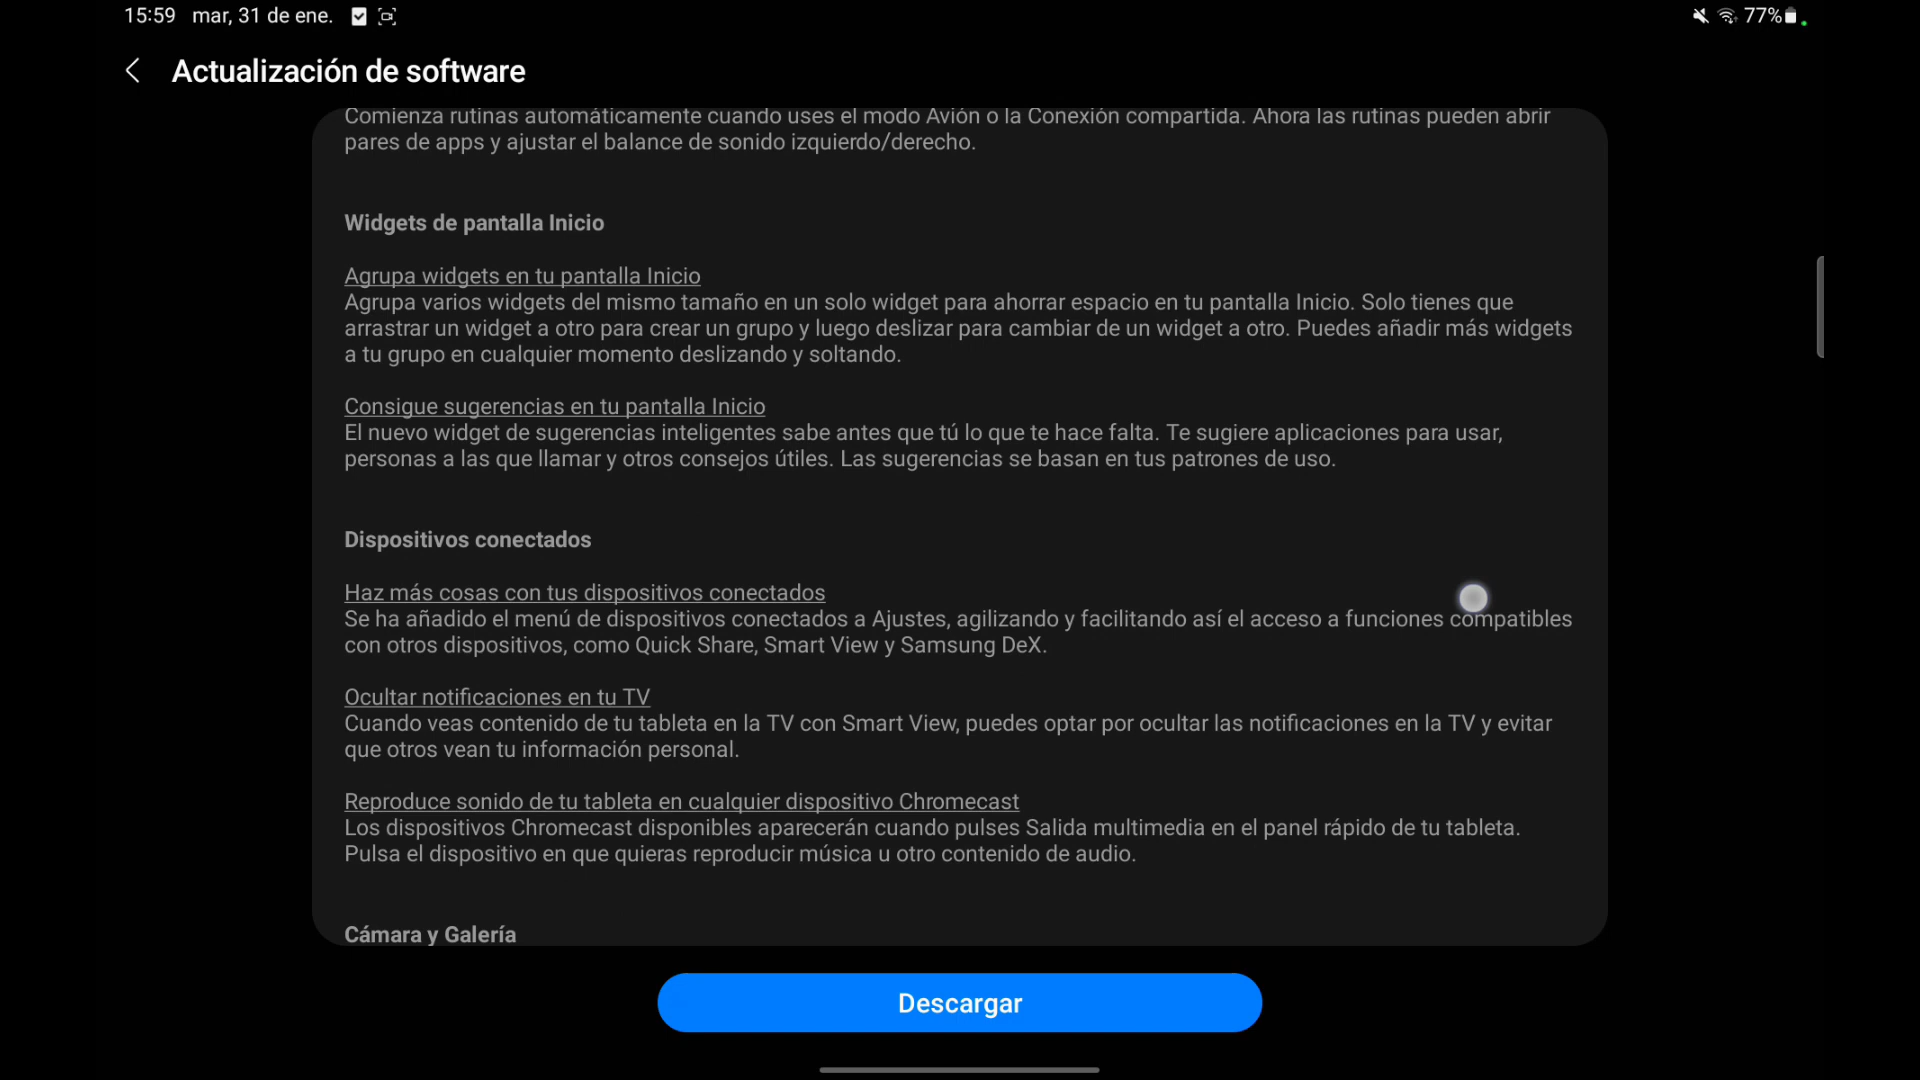 15:59 mar, 31 de ene.
77%
Actualización de software
Comienza rutinas automáticamente cuando uses el modo Avión o la Conexión compartida. Ahora las rutinas pueden abrir
pares de apps y ajustar el balance de sonido izquierdo/derecho.
Widgets de pantalla Inicio
Agrupa widgets en tu pantalla Inicio
Agrupa varios widgets del mismo tamaño en un solo widget para ahorrar espacio en tu pantalla Inicio. Solo tienes que
arrastrar un widget a otro para crear un grupo y luego deslizar para cambiar de un widget a otro. Puedes añadir más widgets
a tu grupo en cualquier momento deslizando y soltando.
Consigue sugerencias en tu pantalla Inicio
El nuevo widget de sugerencias inteligentes sabe antes que tú lo que te hace falta. Te sugiere aplicaciones para usar,
personas a las que llamar y otros consejos útiles. Las sugerencias se basan en tus patrones de uso.
Dispositivos conectados
Haz más cosas con tus dispositivos conectados
Se ha añadido el menú de dispositivos conectados a Ajustes, agilizando y facilitando así el acceso a funciones compatibles
con otros dispositivos, como Quick Share, Smart View y Samsung DeX.
Ocultar notificaciones en tu TV
Cuando veas contenido de tu tableta en la TV con Smart View, puedes optar por ocultar las notificaciones en la TV y evitar
que otros vean tu información personal.
Reproduce sonido de tu tableta en cualquier dispositivo Chromecast
Los dispositivos Chromecast disponibles aparecerán cuando pulses Salida multimedia en el panel rápido de tu tableta.
Pulsa el dispositivo en que quieras reproducir música u otro contenido de audio.
Cámara y Galería
Descargar